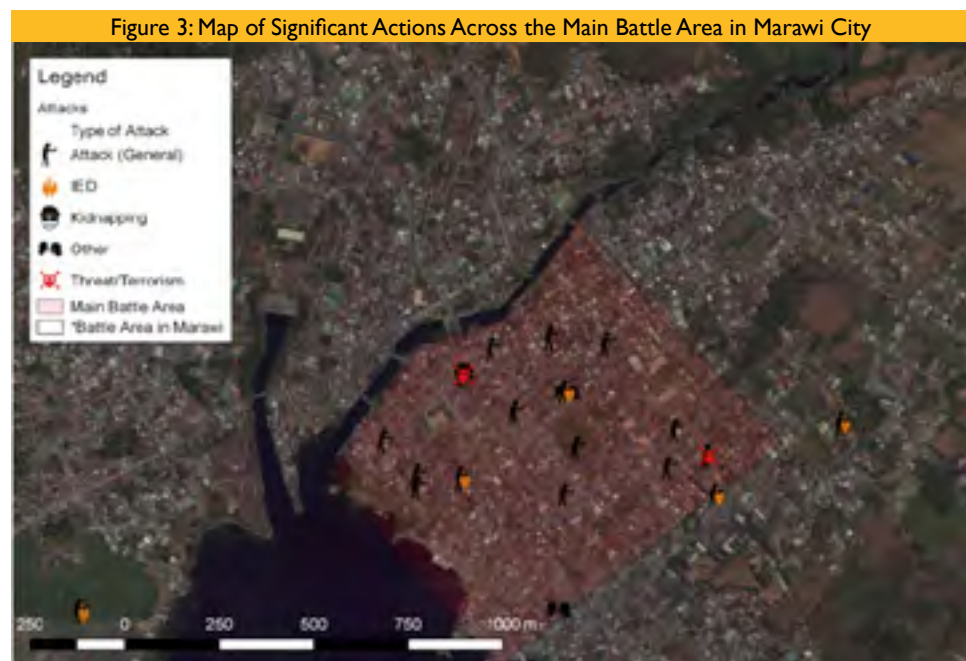 Figure 3: Map of Significant Actions Across the Main Battle Area in Marawi City
Legend
Attacks
Type of Attack
Attack (General)
IED
Kidnapping
Other
Threat/Terrorism
Main Battle Area
*Battle Area in Marawi
250 0 250 500 750 1000 m